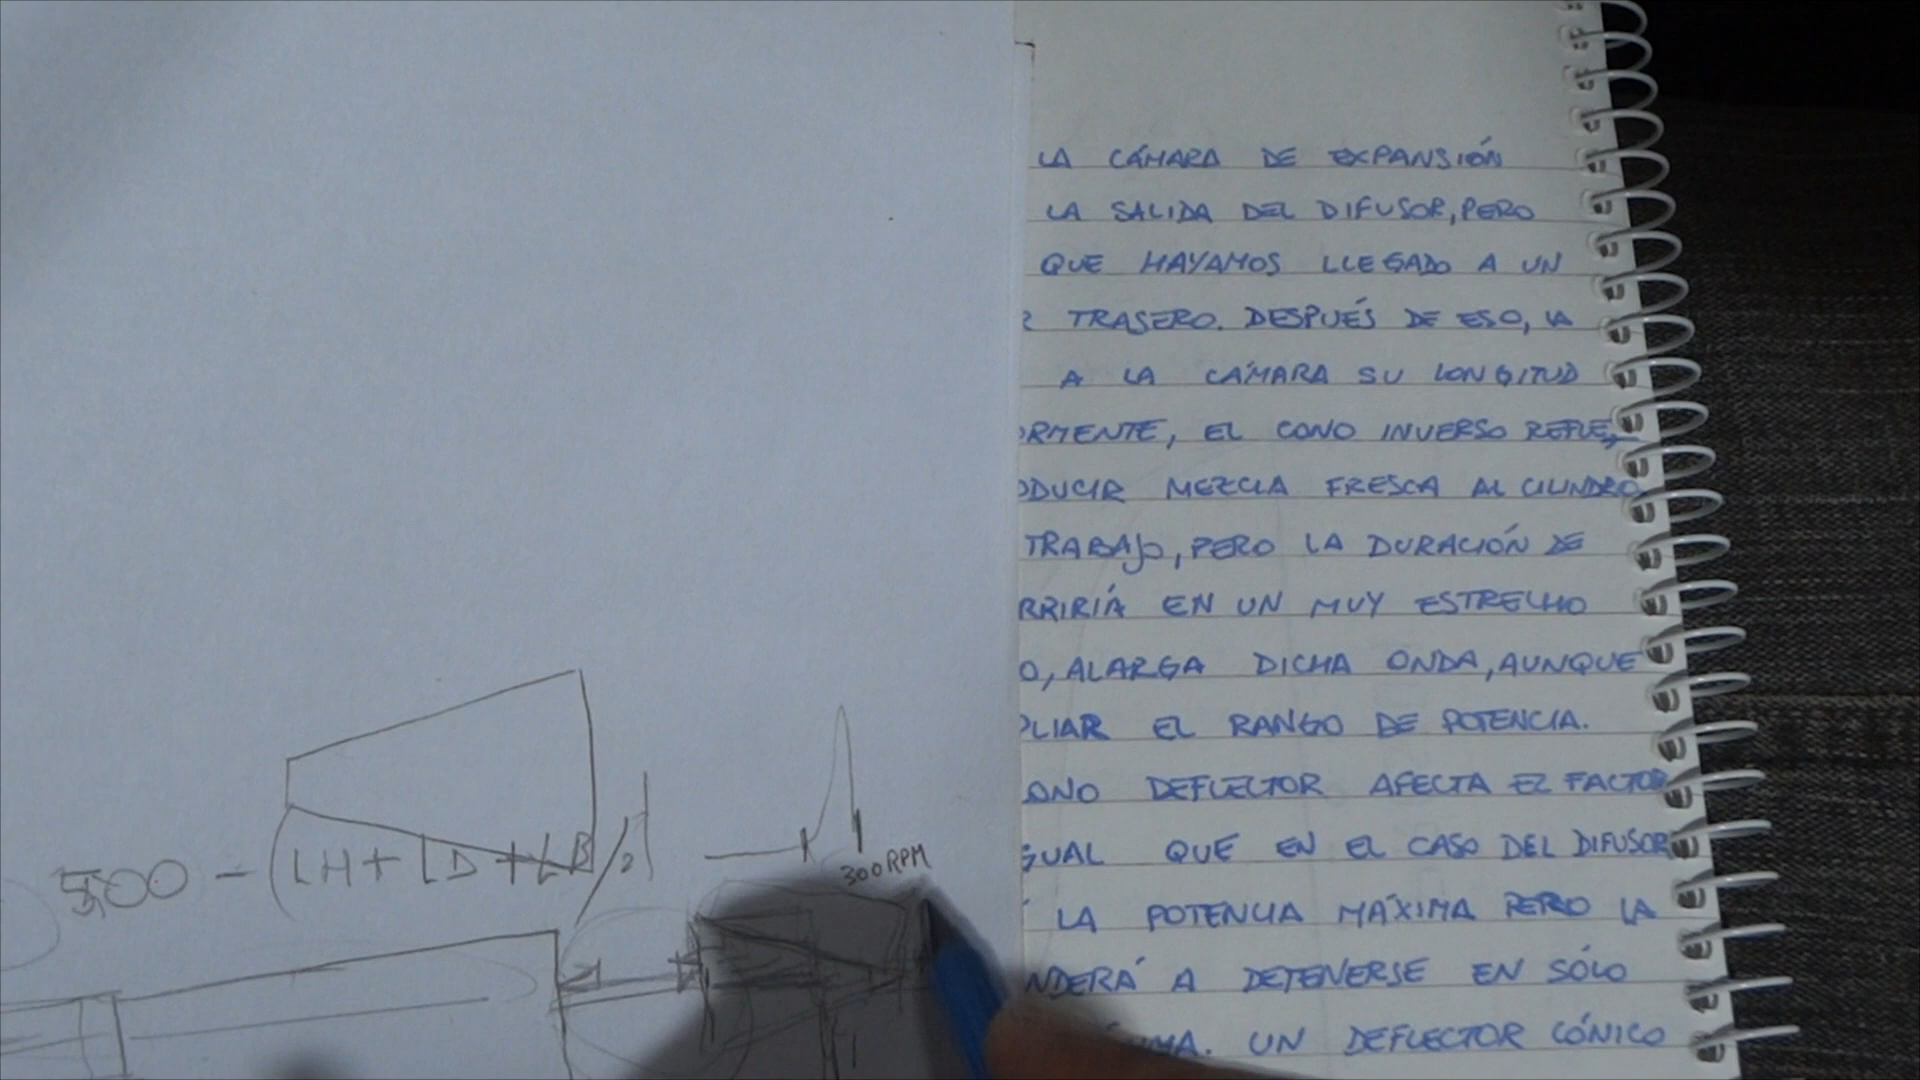 LA CÁMARA DE EXPANSIÓN
LA SALIDA DEL DIFUSOR, PERO
QUE HAYAMOS LLEGADO A UN
R TRASERO. DESPUÉS DE ESO, LA
A LA CÁMARA SU LONGITUD
ORMENTE, EL CONO INVERSO REFLE
ODUCIR MEZCLA FRESCA AL CILINDRO
TRABAJO, PERO LA DURACIÓN DE
RRIRÍA EN UN MUY ESTRECHO
O, ALARGA DICHA ONDA, AUNQUE
PLIAR EL RANGO DE POTENCIA.
ONO DEFLECTOR AFECTA EL FACTOR
GUAL QUE EN EL CASO DEL DIFUSOR
LA POTENCIA MÁXIMA PERO LA
NDERÁ A DETENERSE EN SÓLO
IMA. UN DEFLECTOR CÓNICO
500 - (LH + LD + LB/2)
300 RPM